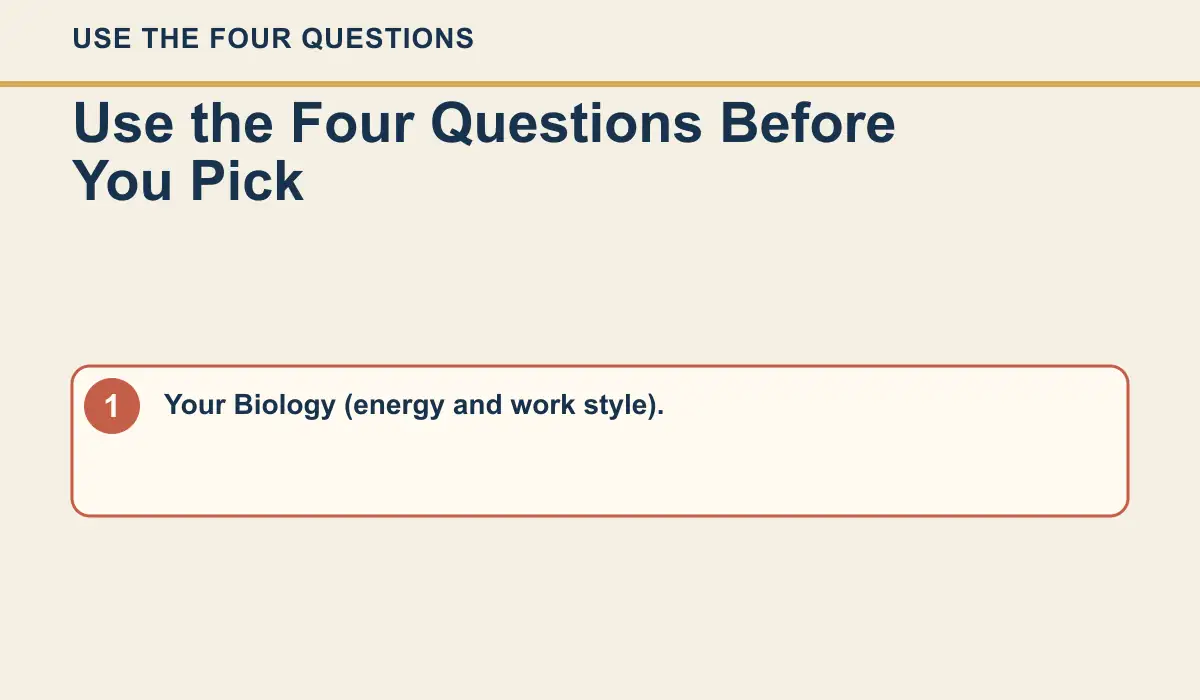 USE THE FOUR QUESTIONS
Use the Four Questions Before
You Pick
1
Your Biology (energy and work style).